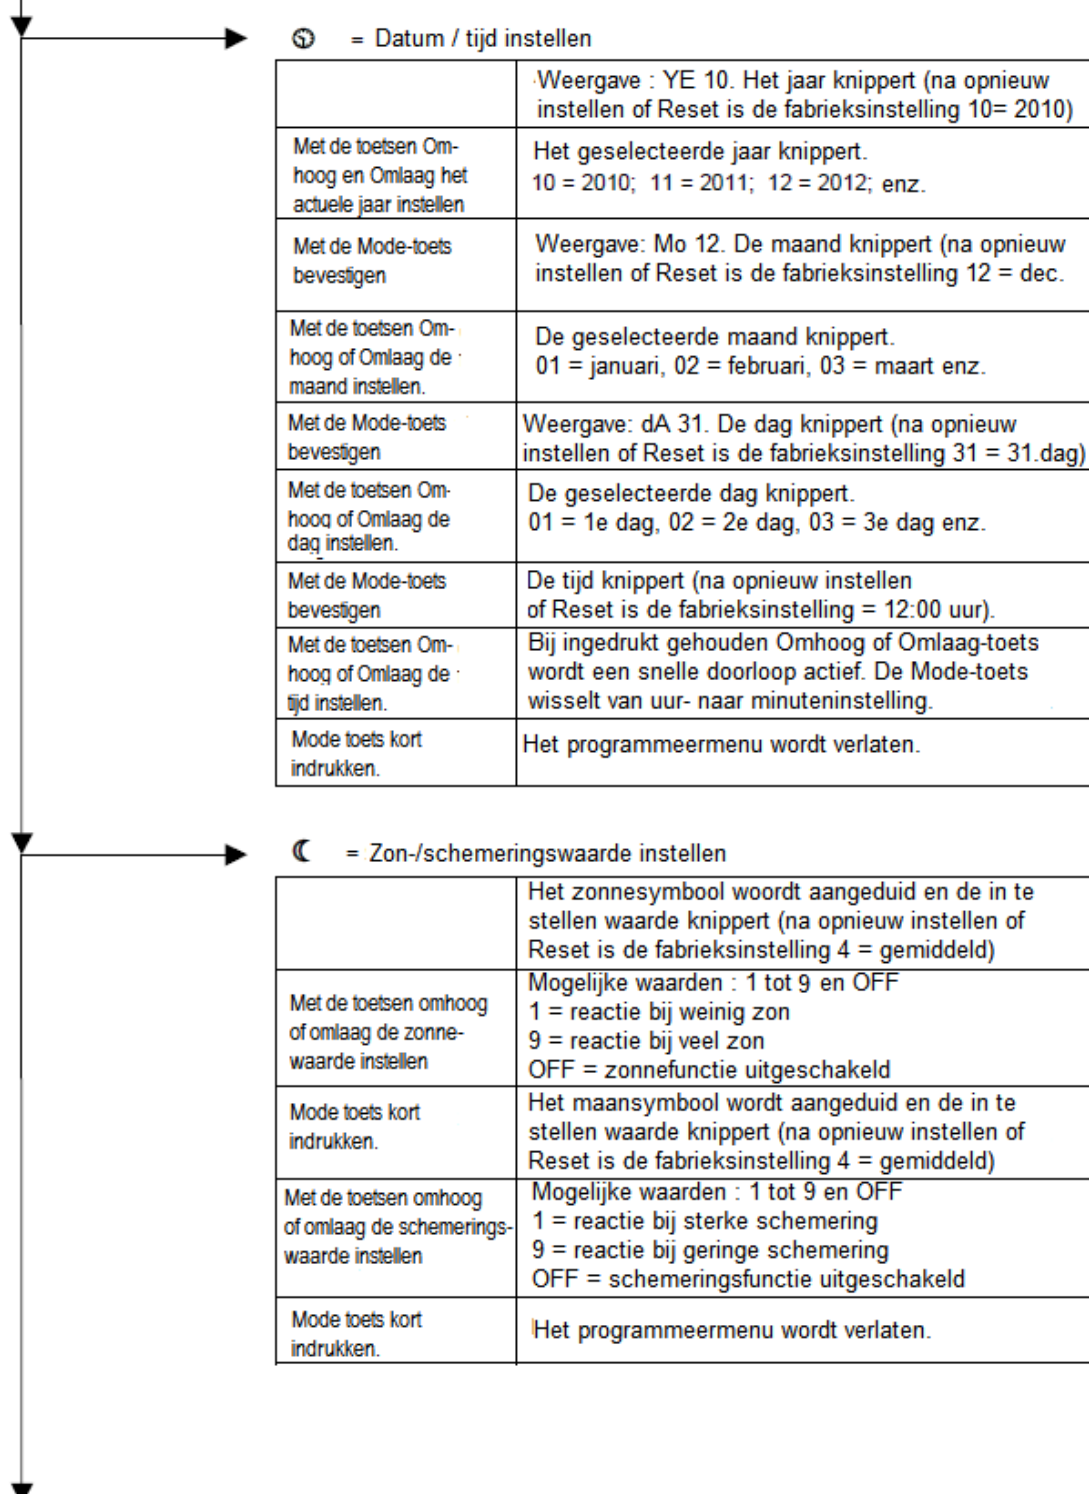 = Datum / tijd instellen
Weergave : YE 10. Het jaar knippert (na opnieuw
instellen of Reset is de fabrieksinstelling 10= 2010)
Met de toetsen Om-
hoog en Omlaag het
actuele jaar instellen
Het geselecteerde jaar knippert.
10 = 2010; 11 = 2011; 12 = 2012; enz.
Met de Mode-toets
bevestigen
Weergave: Mo 12. De maand knippert (na opnieuw
instellen of Reset is de fabrieksinstelling 12 = dec.
Met de toetsen Om-
hoog of Omlaag de
maand instellen.
De geselecteerde maand knippert.
01 = januari, 02 = februari, 03 = maart enz.
Met de Mode-toets
bevestigen
Weergave: dA 31. De dag knippert (na opnieuw
instellen of Reset is de fabrieksinstelling 31 = 31.dag)
Met de toetsen Om-
hoog of Omlaag de
dag instellen.
De geselecteerde dag knippert.
01 = 1e dag, 02 = 2e dag, 03 = 3e dag enz.
Met de Mode-toets
bevestigen
De tijd knippert (na opnieuw instellen
of Reset is de fabrieksinstelling = 12:00 uur).
Met de toetsen Om-
hoog of Omlaag de
tijd instellen.
Bij ingedrukt gehouden Omhoog of Omlaag-toets
wordt een snelle doorloop actief. De Mode-toets
wisselt van uur- naar minuteninstelling.
Mode toets kort
indrukken.
Het programmeermenu wordt verlaten.
= Zon-/schemeringswaarde instellen
Het zonnesymbool woordt aangeduid en de in te
stellen waarde knippert (na opnieuw instellen of
Reset is de fabrieksinstelling 4 = gemiddeld)
Met de toetsen omhoog
of omlaag de zonne-
waarde instellen
Mogelijke waarden : 1 tot 9 en OFF
1 = reactie bij weinig zon
9 = reactie bij veel zon
OFF = zonnefunctie uitgeschakeld
Mode toets kort
indrukken.
Het maansymbool wordt aangeduid en de in te
stellen waarde knippert (na opnieuw instellen of
Reset is de fabrieksinstelling 4 = gemiddeld)
Met de toetsen omhoog
of omlaag de schemerings-
waarde instellen
Mogelijke waarden : 1 tot 9 en OFF
1 = reactie bij sterke schemering
9 = reactie bij geringe schemering
OFF = schemeringsfunctie uitgeschakeld
Mode toets kort
indrukken.
Het programmeermenu wordt verlaten.